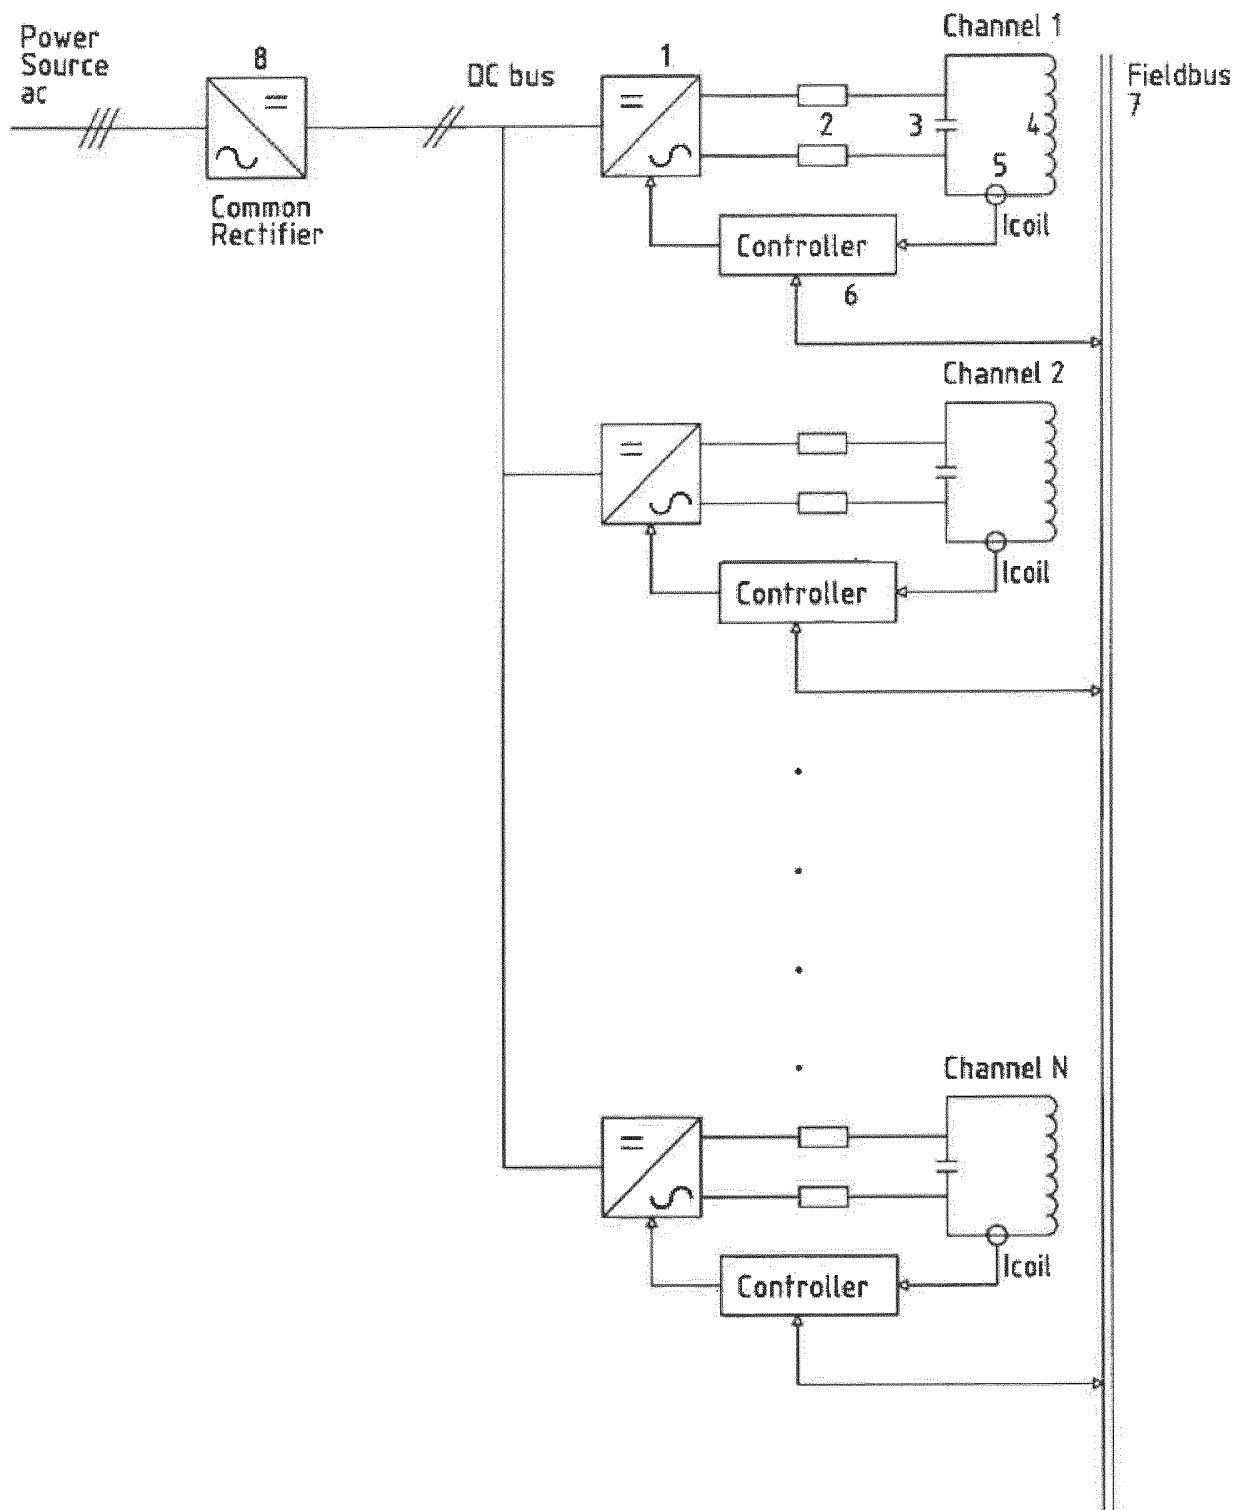 Power
Source
ac
8
Common
Rectifier
DC bus
1
2
Channel 1
3
4
5
Icoil
Controller
6
Fieldbus
7
Channel 2
Icoil
Controller
Channel N
Icoil
Controller